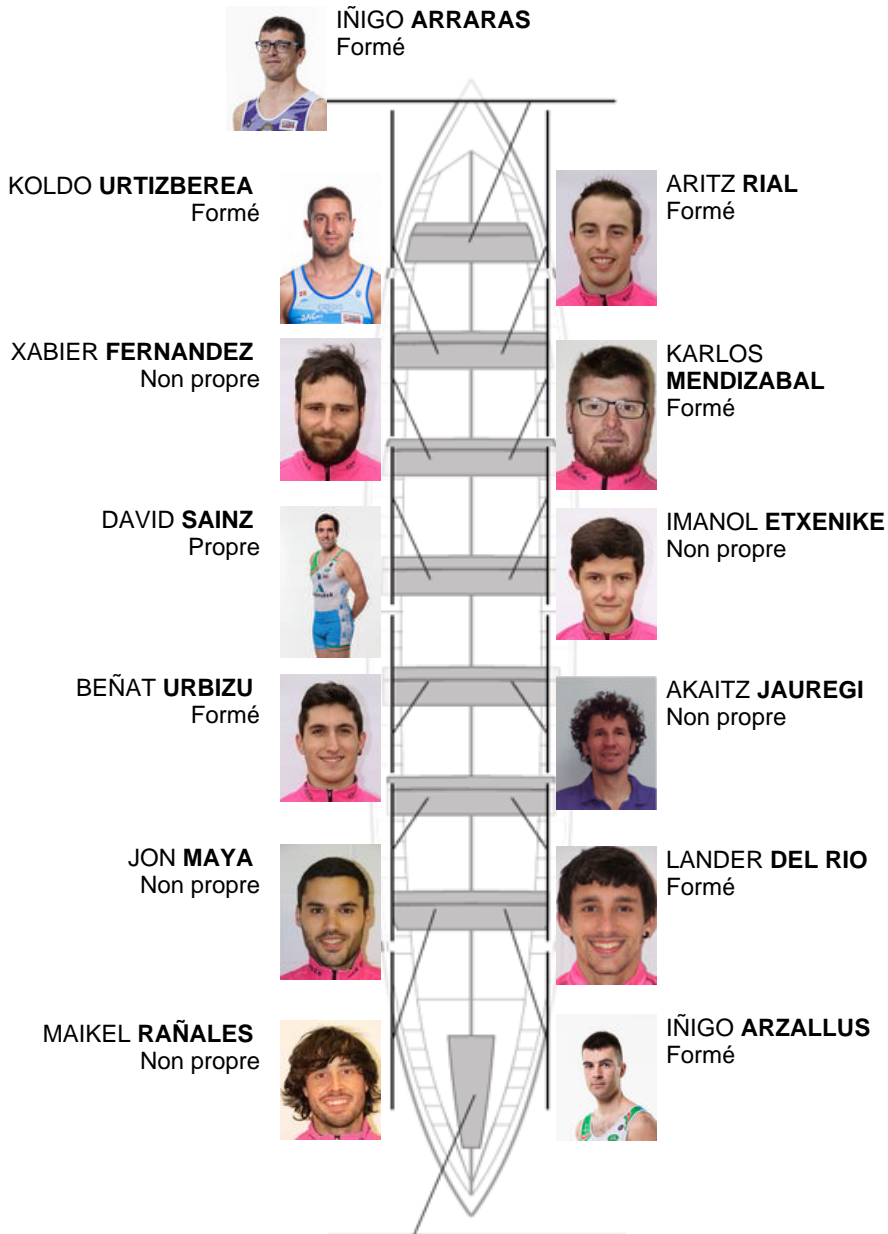 IÑIGO ARRARAS
Formé
KOLDO URTIZBEREA
Formé
ARITZ RIAL
Formé
XABIER FERNANDEZ
Non propre
KARLOS
MENDIZABAL
Formé
DAVID SAINZ
Propre
IMANOL ETXENIKE
Non propre
BEÑAT URBIZU
Formé
AKAITZ JAUREGI
Non propre
JON MAYA
Non propre
LANDER DEL RIO
Formé
MAIKEL RAÑALES
Non propre
IÑIGO ARZALLUS
Formé